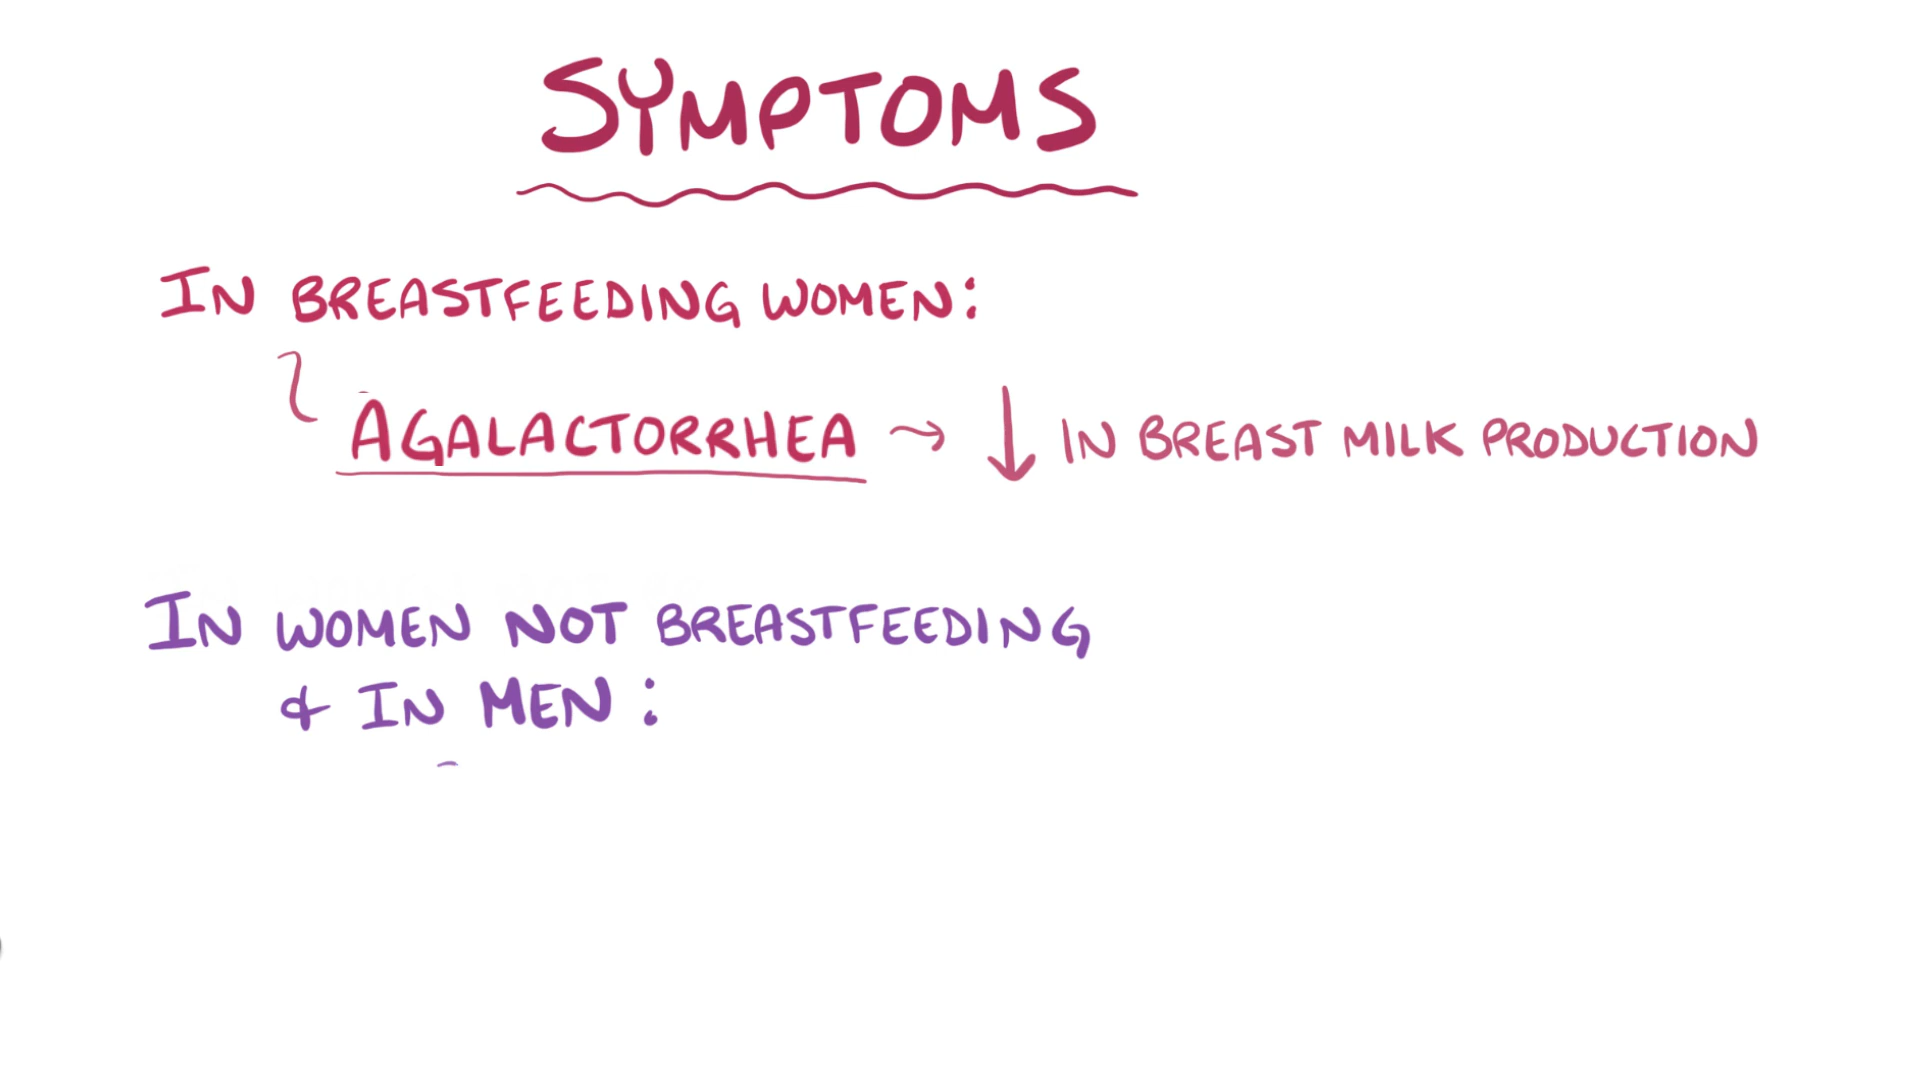 SYMPTOMS
IN BREASTFEEDING WOMEN:
AGALACTORRHEA → ↓ IN BREAST MILK PRODUCTION
IN WOMEN NOT BREASTFEEDING
& IN MEN: